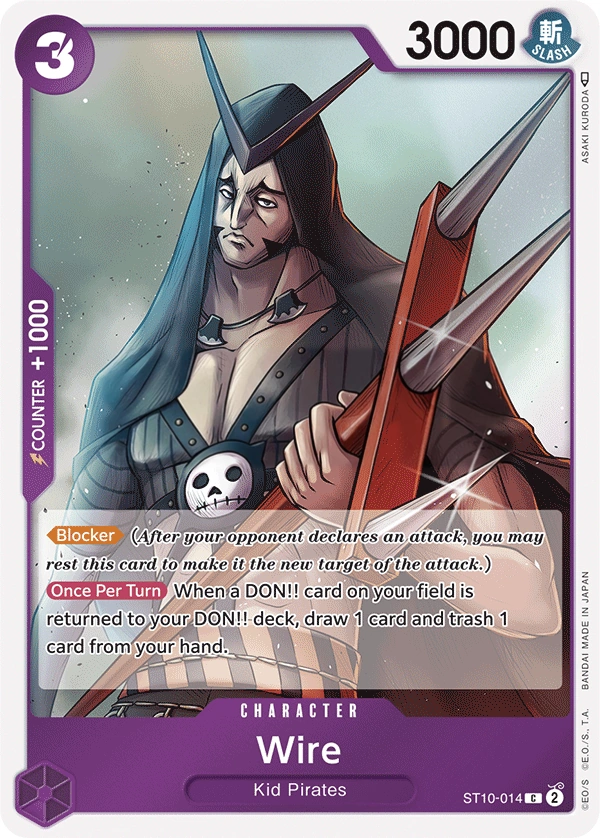 3
3000
斬
SLASH
ASAKI KURODA
COUNTER +1000
Blocker (After your opponent declares an attack, you may
rest this card to make it the new target of the attack.)
Once Per Turn When a DON!! card on your field is
returned to your DON!! deck, draw 1 card and trash 1
card from your hand.
CHARACTER
Wire
Kid Pirates
ST10-014 C 2
©EO/S ©E.O./S., T.A. BANDAI MADE IN JAPAN